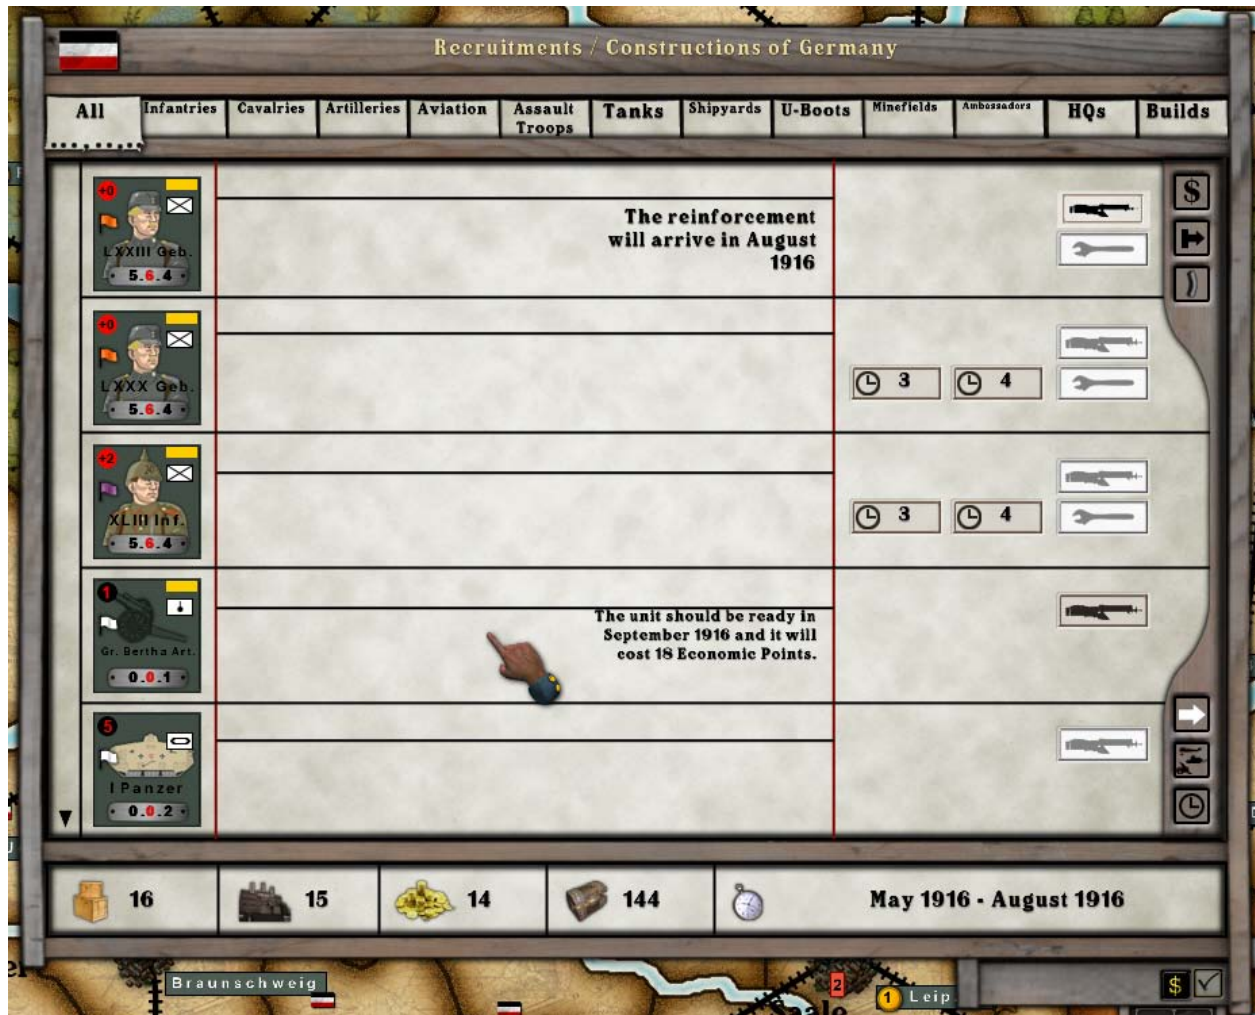 Recruitments / Constructions of Germany
All
Infantries
Cavalries
Artilleries
Aviation
Assault
Troops
Tanks
Shipyards
U-Boots
Minefields
Ambassadors
HQs
Builds
+0
LXXIII Geb.
5.6.4
The reinforcement
will arrive in August
1916
$
+0
LXXX Geb.
5.6.4
3
4
+2
XLIII Inf.
5.6.4
3
4
1
Gr. Bertha Art.
0.0.1
The unit should be ready in
September 1916 and it will
cost 18 Economic Points.
5
I Panzer
0.0.2
16
15
14
144
May 1916 - August 1916
Braunschweig
2
1
Leip
Saale
$